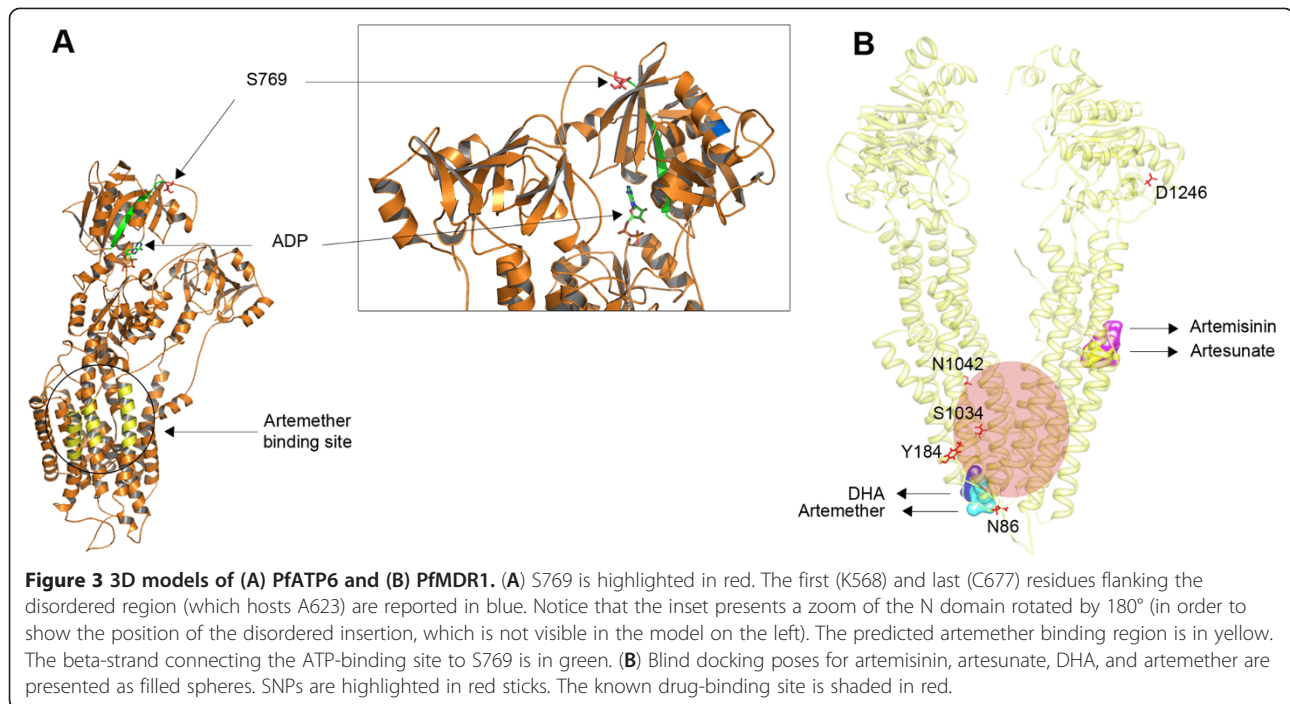 A
S769
ADP
Artemether
binding site
B
D1246
Artemisinin
Artesunate
N1042
S1034
Y184
DHA
Artemether
N86
Figure 3 3D models of (A) PfATP6 and (B) PfMDR1. (A) S769 is highlighted in red. The first (K568) and last (C677) residues flanking the
disordered region (which hosts A623) are reported in blue. Notice that the inset presents a zoom of the N domain rotated by 180° (in order to
show the position of the disordered insertion, which is not visible in the model on the left). The predicted artemether binding region is in yellow.
The beta-strand connecting the ATP-binding site to S769 is in green. (B) Blind docking poses for artemisinin, artesunate, DHA, and artemether are
presented as filled spheres. SNPs are highlighted in red sticks. The known drug-binding site is shaded in red.